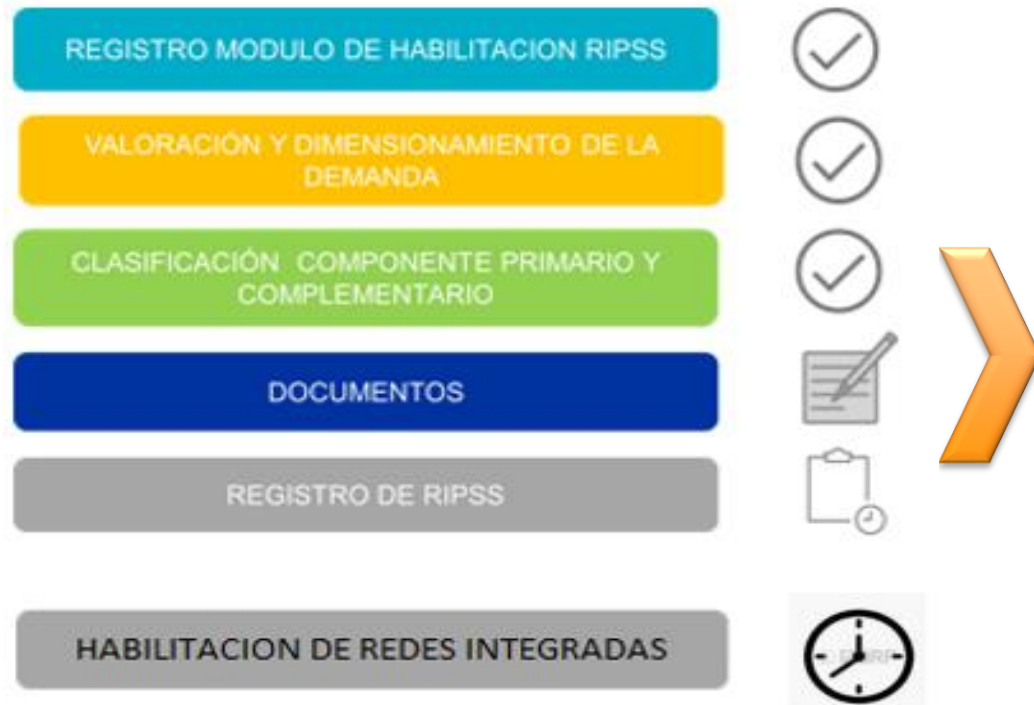 REGISTRO MODULO DE HABILITACION RIPSS
VALORACIÓN Y DIMENSIONAMIENTO DE LA
DEMANDA
CLASIFICACIÓN COMPONENTE PRIMARIO Y
COMPLEMENTARIO
DOCUMENTOS
REGISTRO DE RIPSS
HABILITACION DE REDES INTEGRADAS